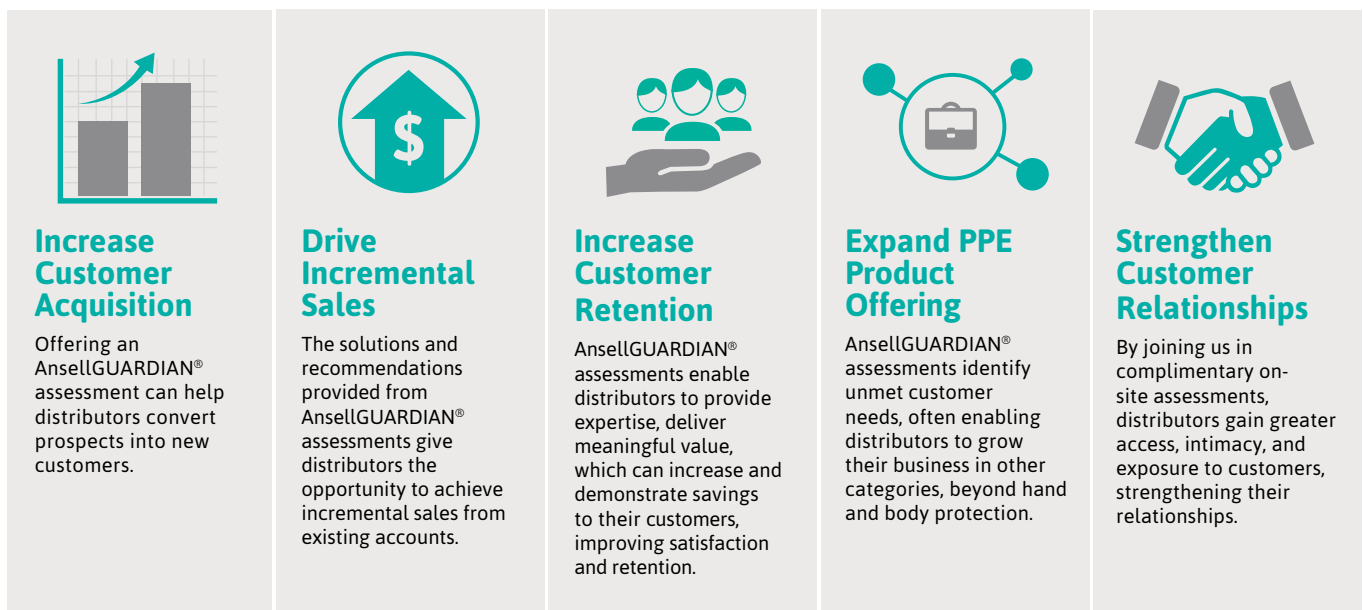 Increase
Customer
Acquisition
Offering an
AnsellGUARDIAN®
assessment can help
distributors convert
prospects into new
customers.
$
Drive
Incremental
Sales
The solutions and
recommendations
provided from
AnsellGUARDIAN®
assessments give
distributors the
opportunity to achieve
incremental sales from
existing accounts.
Increase
Customer
Retention
AnsellGUARDIAN®
assessments enable
distributors to provide
expertise, deliver
meaningful value,
which can increase and
demonstrate savings
to their customers,
improving satisfaction
and retention.
Expand PPE
Product
Offering
AnsellGUARDIAN®
assessments identify
unmet customer
needs, often enabling
distributors to grow
their business in other
categories, beyond hand
and body protection.
Strengthen
Customer
Relationships
By joining us in
complimentary on-
site assessments,
distributors gain greater
access, intimacy, and
exposure to customers,
strengthening their
relationships.